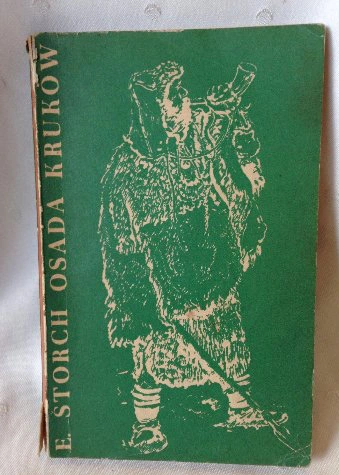 E. STORCH OSADA KRUKÓW